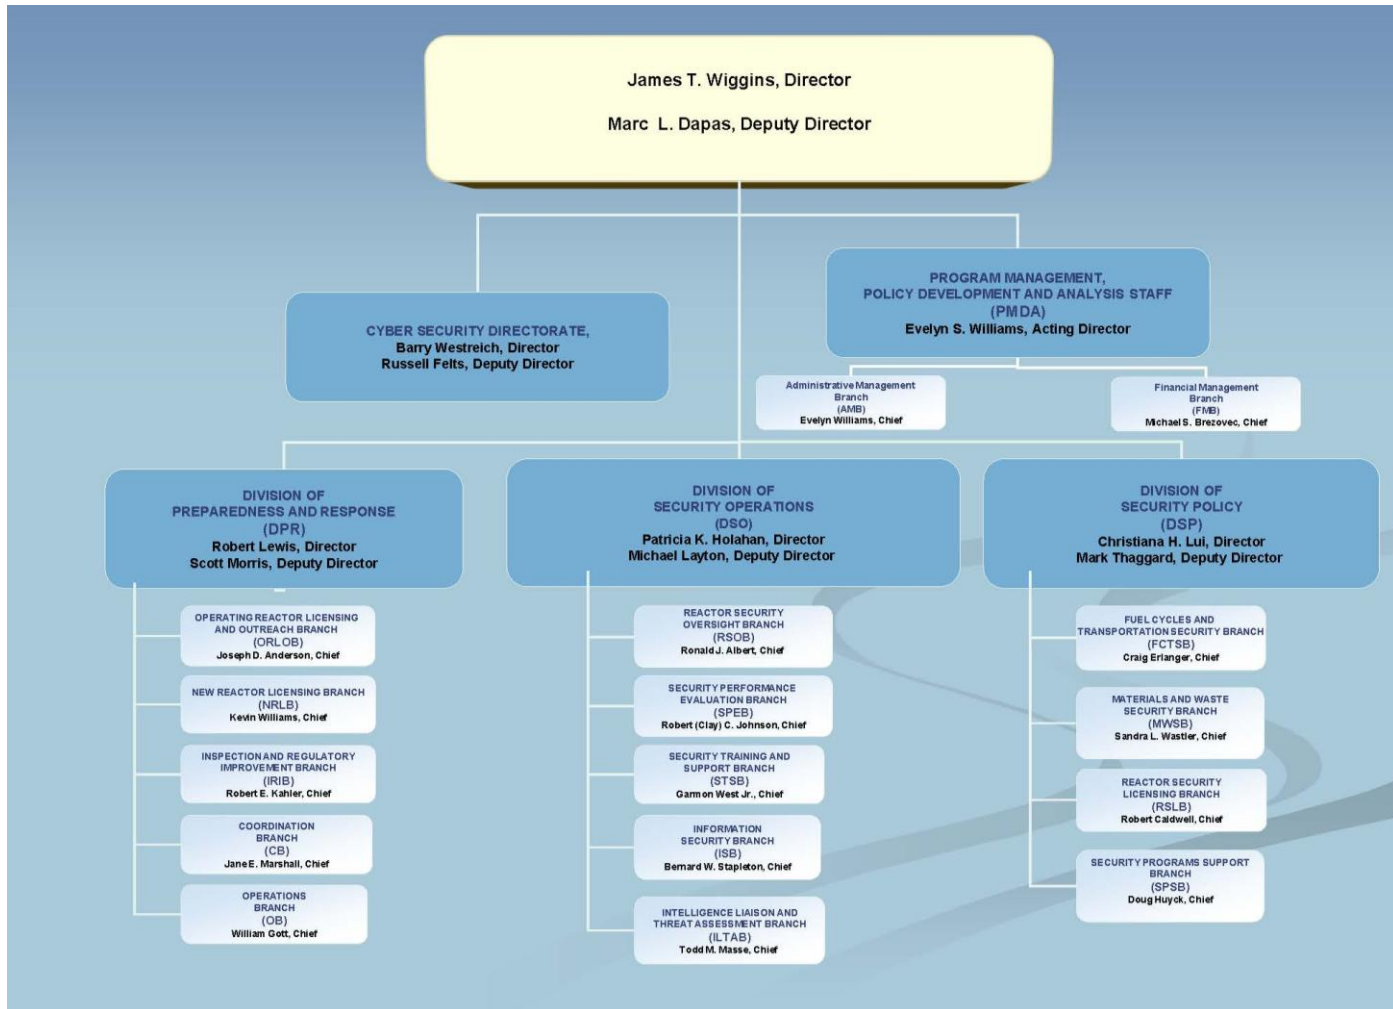 James T. Wiggins, Director
Marc L. Dapas, Deputy Director
CYBER SECURITY DIRECTORATE,
Barry Westreich, Director
Russell Felts, Deputy Director
PROGRAM MANAGEMENT,
POLICY DEVELOPMENT AND ANALYSIS STAFF
(PMDA)
Evelyn S. Williams, Acting Director
Administrative Management
Branch
(AMB)
Evelyn Williams, Chief
Financial Management
Branch
(FMB)
Michael S. Brezovec, Chief
DIVISION OF
PREPAREDNESS AND RESPONSE
(DPR)
Robert Lewis, Director
Scott Morris, Deputy Director
OPERATING REACTOR LICENSING
AND OUTREACH BRANCH
(ORLOB)
Joseph D. Anderson, Chief
NEW REACTOR LICENSING BRANCH
(NRLB)
Kevin Williams, Chief
INSPECTION AND REGULATORY
IMPROVEMENT BRANCH
(IRIB)
Robert E. Kahler, Chief
COORDINATION
BRANCH
(CB)
Jane E. Marshall, Chief
OPERATIONS
BRANCH
(OB)
William Gott, Chief
DIVISION OF
SECURITY OPERATIONS
(DSO)
Patricia K. Holahan, Director
Michael Layton, Deputy Director
REACTOR SECURITY
OVERSIGHT BRANCH
(RSOB)
Ronald J. Albert, Chief
SECURITY PERFORMANCE
EVALUATION BRANCH
(SPEB)
Robert (Clay) C. Johnson, Chief
SECURITY TRAINING AND
SUPPORT BRANCH
(STSB)
Garmon West Jr., Chief
INFORMATION
SECURITY BRANCH
(ISB)
Bernard W. Stapleton, Chief
INTELLIGENCE LIAISON AND
THREAT ASSESSMENT BRANCH
(ILTAB)
Todd M. Masse, Chief
DIVISION OF
SECURITY POLICY
(DSP)
Christiana H. Lui, Director
Mark Thaggard, Deputy Director
FUEL CYCLES AND
TRANSPORTATION SECURITY BRANCH
(FCTSB)
Craig Erlanger, Chief
MATERIALS AND WASTE
SECURITY BRANCH
(MWSB)
Sandra L. Wastler, Chief
REACTOR SECURITY
LICENSING BRANCH
(RSLB)
Robert Caldwell, Chief
SECURITY PROGRAMS SUPPORT
BRANCH
(SPSB)
Doug Huyck, Chief